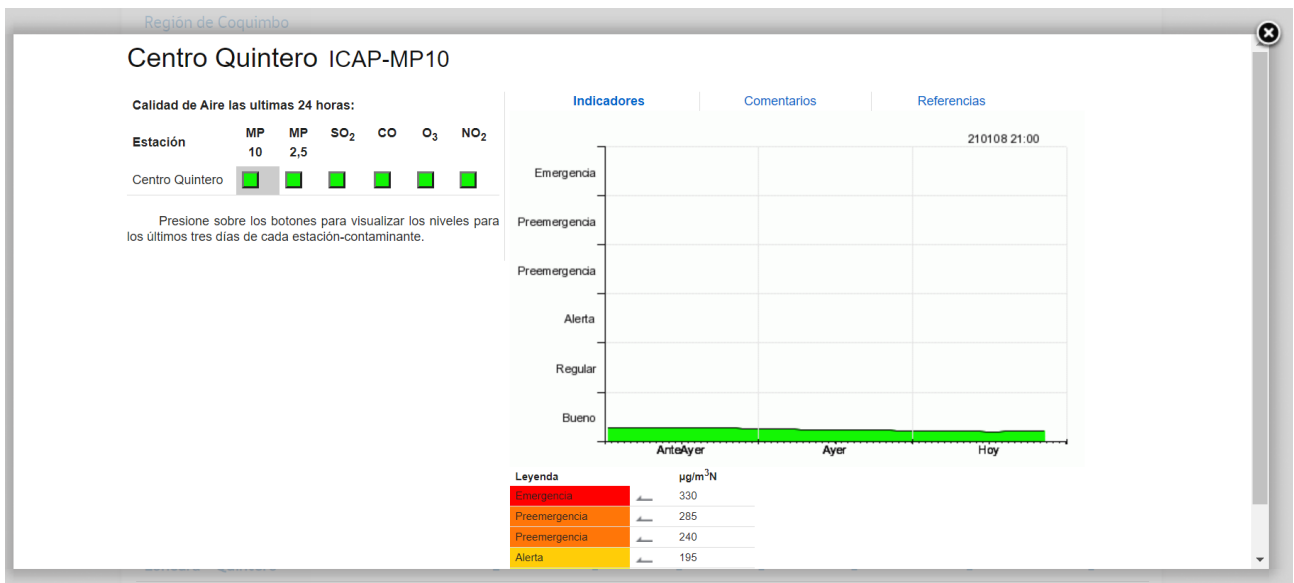 Región de Coquimbo
Centro Quintero ICAP-MP10
Calidad de Aire las ultimas 24 horas:
Estación MP 10 MP 2,5 SO2 CO O3 NO2
Centro Quintero
Presione sobre los botones para visualizar los niveles para
los últimos tres días de cada estación-contaminante.
Indicadores Comentarios Referencias
210108 21:00
Emergencia
Preemergencia
Preemergencia
Alerta
Regular
Bueno
AnteAyer Ayer Hoy
Leyenda µg/m3N
Emergencia 330
Preemergencia 285
Preemergencia 240
Alerta 195